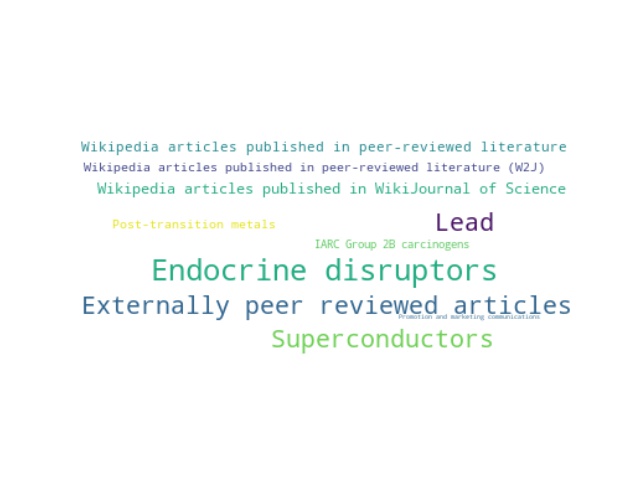 Wikipedia articles published in peer-reviewed literature
Wikipedia articles published in peer-reviewed literature (W2J)
Wikipedia articles published in WikiJournal of Science
Post-transition metals
Lead
IARC Group 2B carcinogens
Endocrine disruptors
Externally peer reviewed articles
Promotion and marketing communications
Superconductors